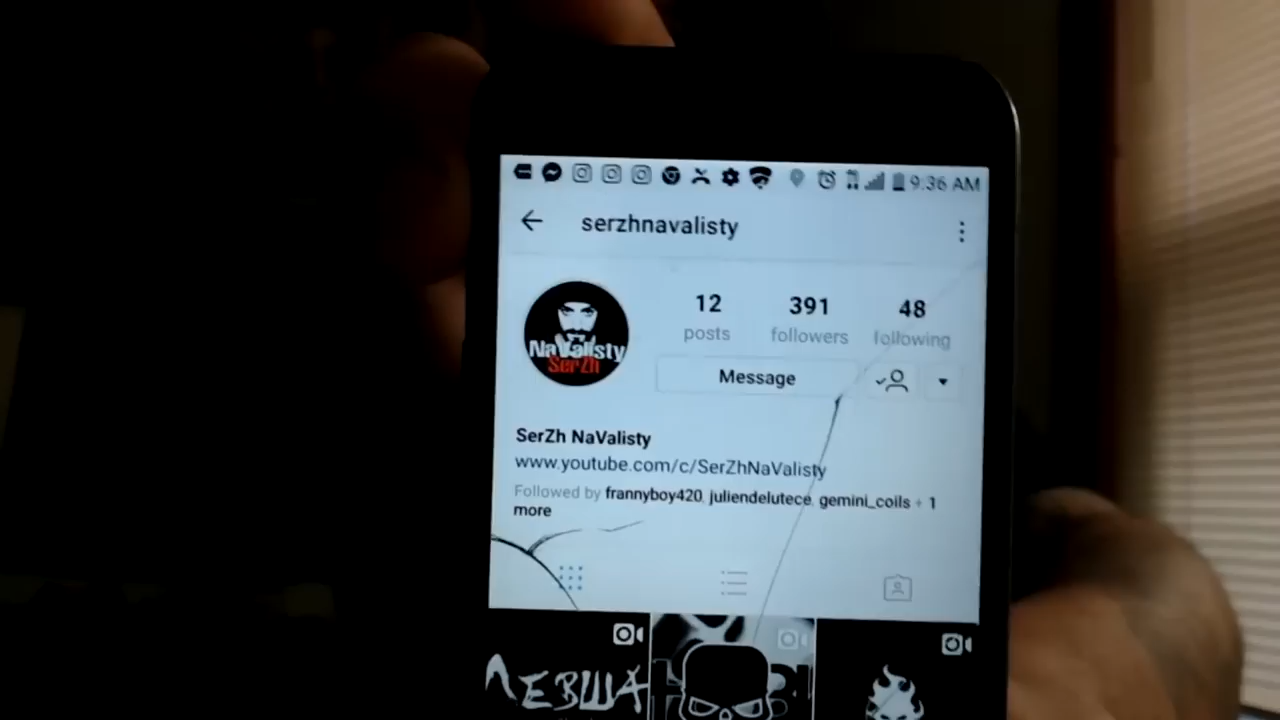 9:36 AM
serzhnavalisty
12 391 48
posts followers following
NaValisty
SerZh
Message
SerZh NaValisty
www.youtube.com/c/SerZhNaValisty
Followed by frannyboy420, juliendelutece, gemini_coils + 1
more
ЛЕВША